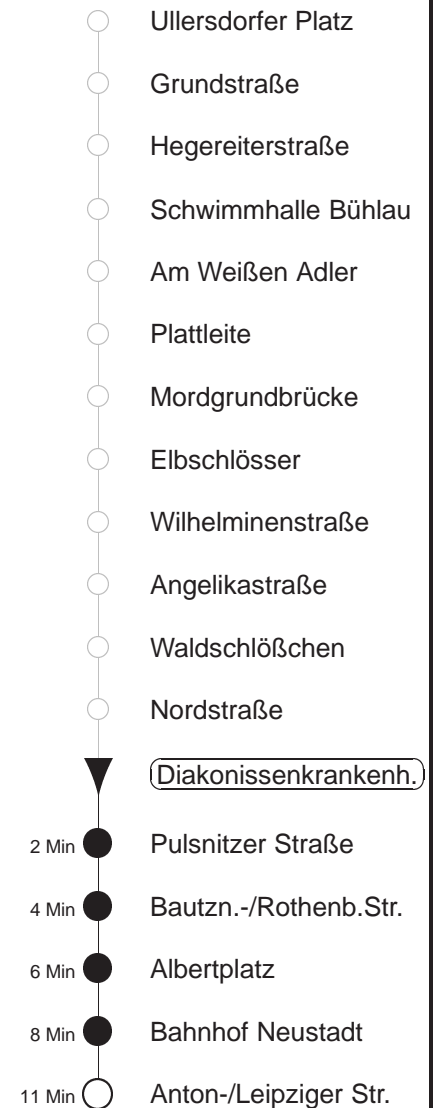 Ullersdorfer Platz
Grundstraße
Hegereiterstraße
Schwimmhalle Bühlau
Am Weißen Adler
Plattleite
Mordgrundbrücke
Elbschlösser
Wilhelminenstraße
Angelikastraße
Waldschlößchen
Nordstraße
Diakonissenkrankenh.
2 Min Pulsnitzer Straße
4 Min Bautzn.-/Rothenb.Str.
6 Min Albertplatz
8 Min Bahnhof Neustadt
11 Min Anton-/Leipziger Str.